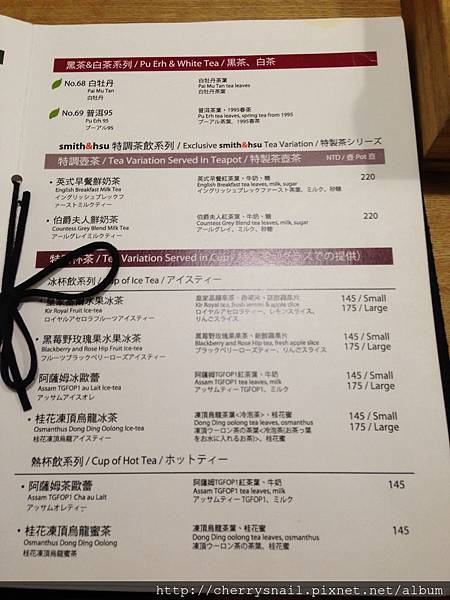 黑茶&白茶系列 / Pu Erh & White Tea / 黒茶、白茶
No.68 白牡丹 白牡丹茶葉
Pai Mu Tan Pai Mu Tan tea leaves
白牡丹 白牡丹茶葉
No.69 普洱95 普洱茶葉，1995春茶
Pu Erh 95 Pu Erh tea leaves, spring tea from 1995
プーアル95 プーアル茶葉、1995春茶
smith&hsu 特調茶飲系列 / Exclusive smith&hsu Tea Variation / 特製茶シリーズ
特調壺茶 / Tea Variation Served in Teapot / 特製茶壺茶 NTD / 壺 Pot 壺
・英式早餐鮮奶茶 英式早餐紅茶葉、牛奶、糖 220
English Breakfast Milk Tea English Breakfast tea leaves, milk, sugar
イングリッシュブレックフ イングリッシュブレックファースト茶葉、ミルク、砂糖
ァーストミルクティー
・伯爵夫人鮮奶茶 伯爵夫人紅茶葉、牛奶、糖 220
Countess Grey Blend Milk Tea Countess Grey tea leaves, milk, sugar
アールグレイミルクティー アールグレイ、ミルク、砂糖
特調杯茶 / Tea Variation Served in Cup / グラスでの提供）
冰杯飲系列 / Cup of Ice Tea / アイスティー
皇家基爾水果冰茶 145 / Small
Kir Royal Fruit Ice-tea Kir Royal tea, fresh lemon & apple slice 175 / Large
ロイヤルアセロラフルーツアイスティー ロイヤルアセロラティー、レモンスライス、
りんごスライス
・黑莓野玫瑰水果冰茶 黑莓野玫瑰果果茶、新鮮蘋果片 145 / Small
Blackberry and Rose Hip Fruit Ice-tea Blackberry and Rose Hip tea, fresh apple slice 175 / Large
フルーツブラックベリーローズアイスティー ブラックベリーローズティー、りんごスライス
・阿薩姆冰歐蕾 阿薩姆TGFOP1紅茶葉、牛奶 145 / Small
Assam TGFOP1 au Lait Ice-tea Assam TGFOP1 tea leaves, milk 175 / Large
アッサムアイスオレ アッサムティー TGFOP1、ミルク
・桂花凍頂烏龍冰茶 凍頂烏龍茶葉<冷泡茶>、桂花蜜 145 / Small
Osmanthus Dong Ding Oolong Ice-tea Dong Ding oolong tea leaves, osmanthus 175 / Large
桂花凍頂烏龍アイスティー 凍頂ウーロン茶の茶葉<冷泡茶(お茶っ葉
をお水に入れるお茶)>、桂花蜜
熱杯飲系列 / Cup of Hot Tea / ホットティー
・阿薩姆茶歐蕾 阿薩姆TGFOP1紅茶葉、牛奶 145
Assam TGFOP1 Cha au Lait Assam TGFOP1 tea leaves, milk
アッサムオレティー アッサムティー TGFOP1、ミルク
・桂花凍頂烏龍蜜茶 凍頂烏龍茶葉、桂花蜜 145
Osmanthus Dong Ding Oolong Dong Ding oolong tea leaves, osmanthus
桂花凍頂烏龍蜜茶 凍頂ウーロン茶の茶葉、桂花蜜
http://cherrysnail.pixnet.net/album